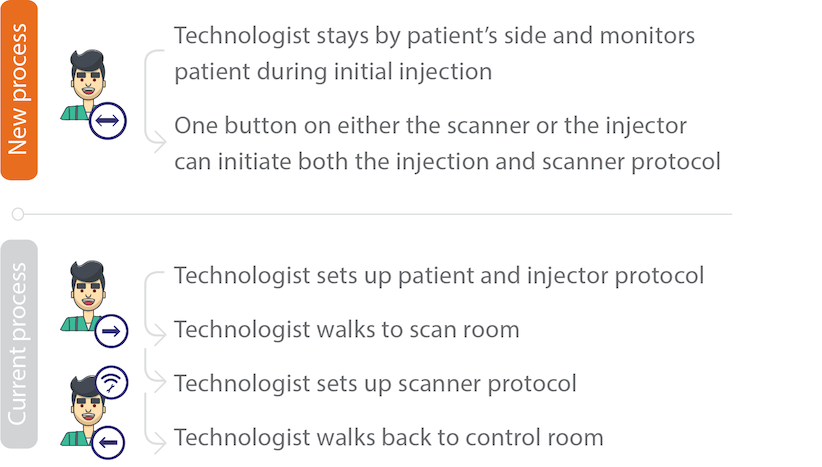 New process
Technologist stays by patient’s side and monitors
patient during initial injection
One button on either the scanner or the injector
can initiate both the injection and scanner protocol
Current process
Technologist sets up patient and injector protocol
Technologist walks to scan room
Technologist sets up scanner protocol
Technologist walks back to control room